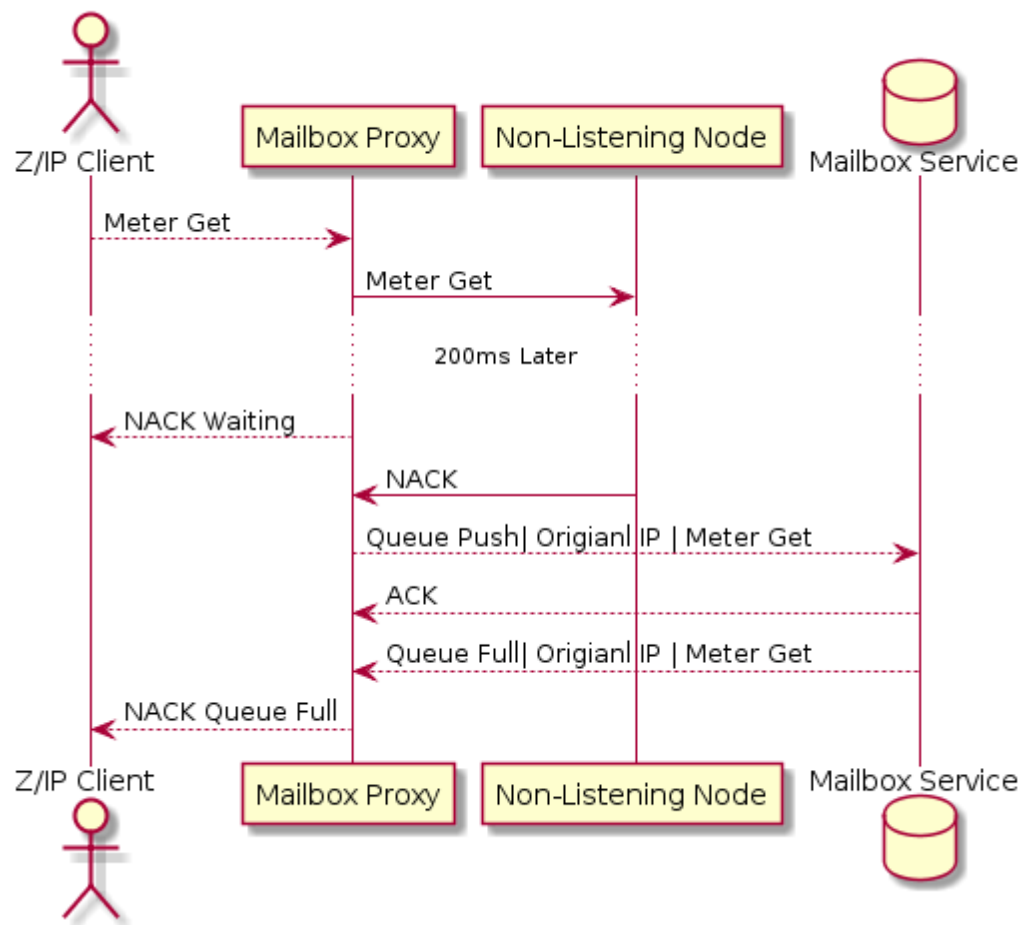 Z/IP Client
Mailbox Proxy
Non-Listening Node
Mailbox Service
Meter Get
Meter Get
200ms Later
NACK Waiting
NACK
Queue Push| Origianl IP | Meter Get
ACK
Queue Full| Origianl IP | Meter Get
NACK Queue Full
Z/IP Client
Mailbox Proxy
Non-Listening Node
Mailbox Service